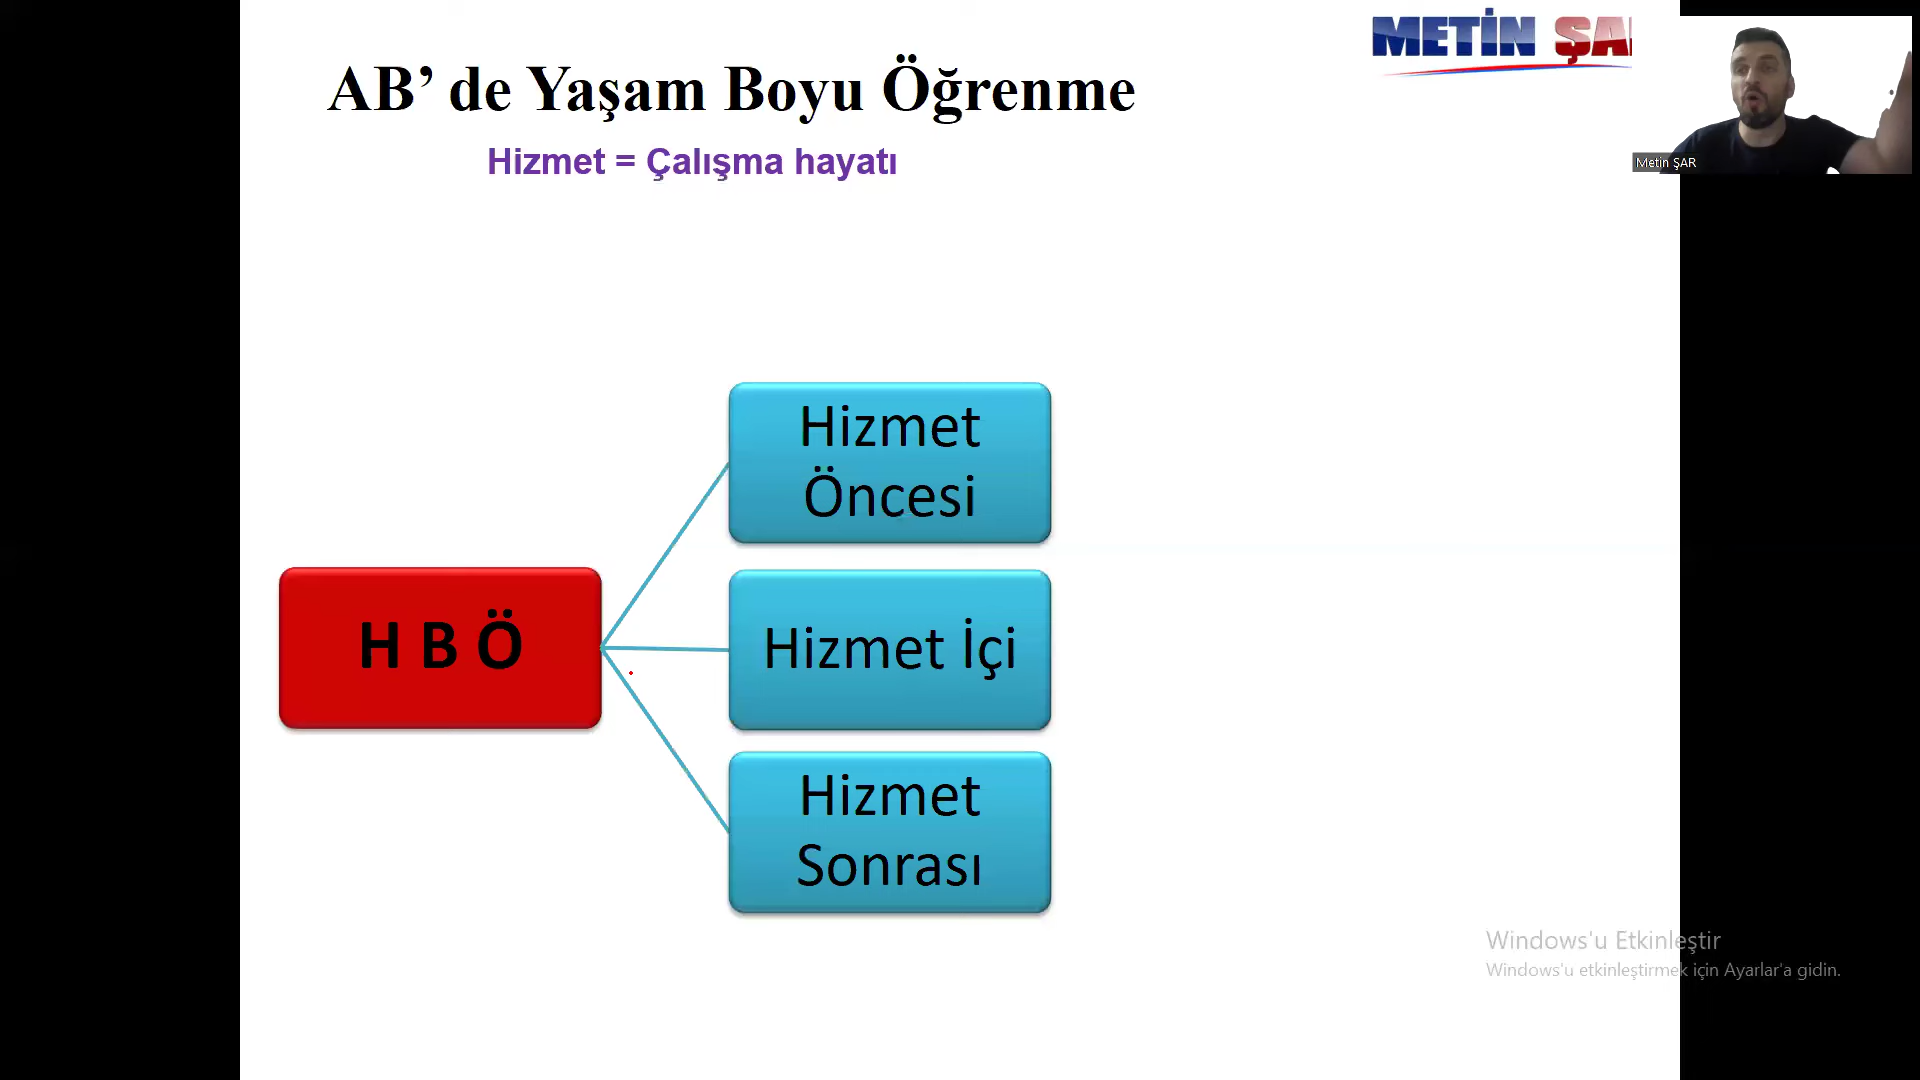 METİN ŞA
AB’ de Yaşam Boyu Öğrenme
Hizmet = Çalışma hayatı
Metin ŞAR
Hizmet
Öncesi
H B Ö
Hizmet İçi
Hizmet
Sonrası
Windows'u Etkinleştir
Windows'u etkinleştirmek için Ayarlar'a gidin.